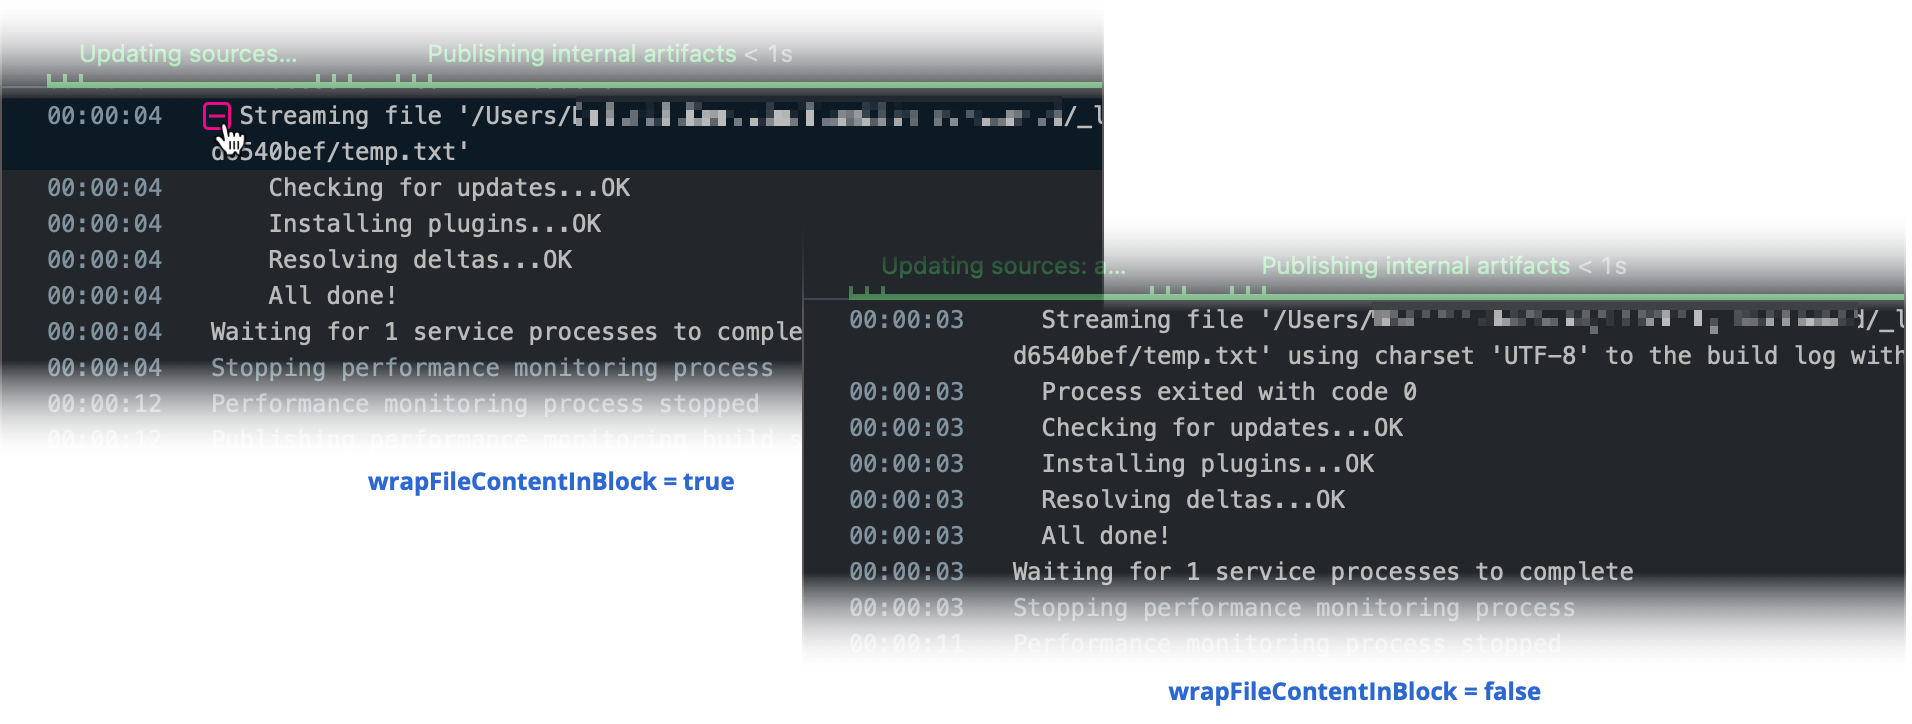 Updating sources... Publishing internal artifacts < 1s
00:00:04 Streaming file '/Users/ /_l
d6540bef/temp.txt'
00:00:04 Checking for updates...OK
00:00:04 Installing plugins...OK
00:00:04 Resolving deltas...OK
00:00:04 All done!
00:00:04 Waiting for 1 service processes to comple
00:00:04 Stopping performance monitoring process
00:00:12 Performance monitoring process stopped
00:00:12 Publishing performance monitoring build s
wrapFileContentInBlock = true
Updating sources: a... Publishing internal artifacts < 1s
00:00:03 Streaming file '/Users/ /_l
d6540bef/temp.txt' using charset 'UTF-8' to the build log with
00:00:03 Process exited with code 0
00:00:03 Checking for updates...OK
00:00:03 Installing plugins...OK
00:00:03 Resolving deltas...OK
00:00:03 All done!
00:00:03 Waiting for 1 service processes to complete
00:00:03 Stopping performance monitoring process
00:00:11 Performance monitoring process stopped
wrapFileContentInBlock = false